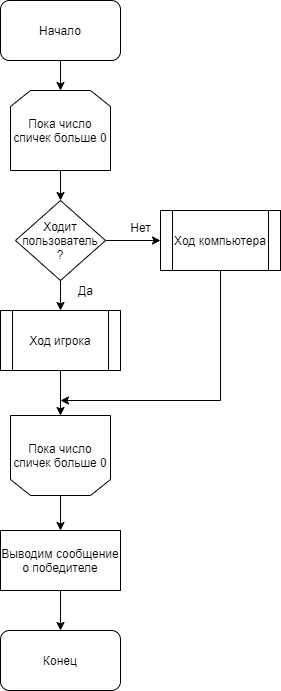 Начало
Пока число
спичек больше 0
Ходит
пользователь
?
Нет
Ход компьютера
Да
Ход игрока
Пока число
спичек больше 0
Выводим сообщение
о победителе
Конец